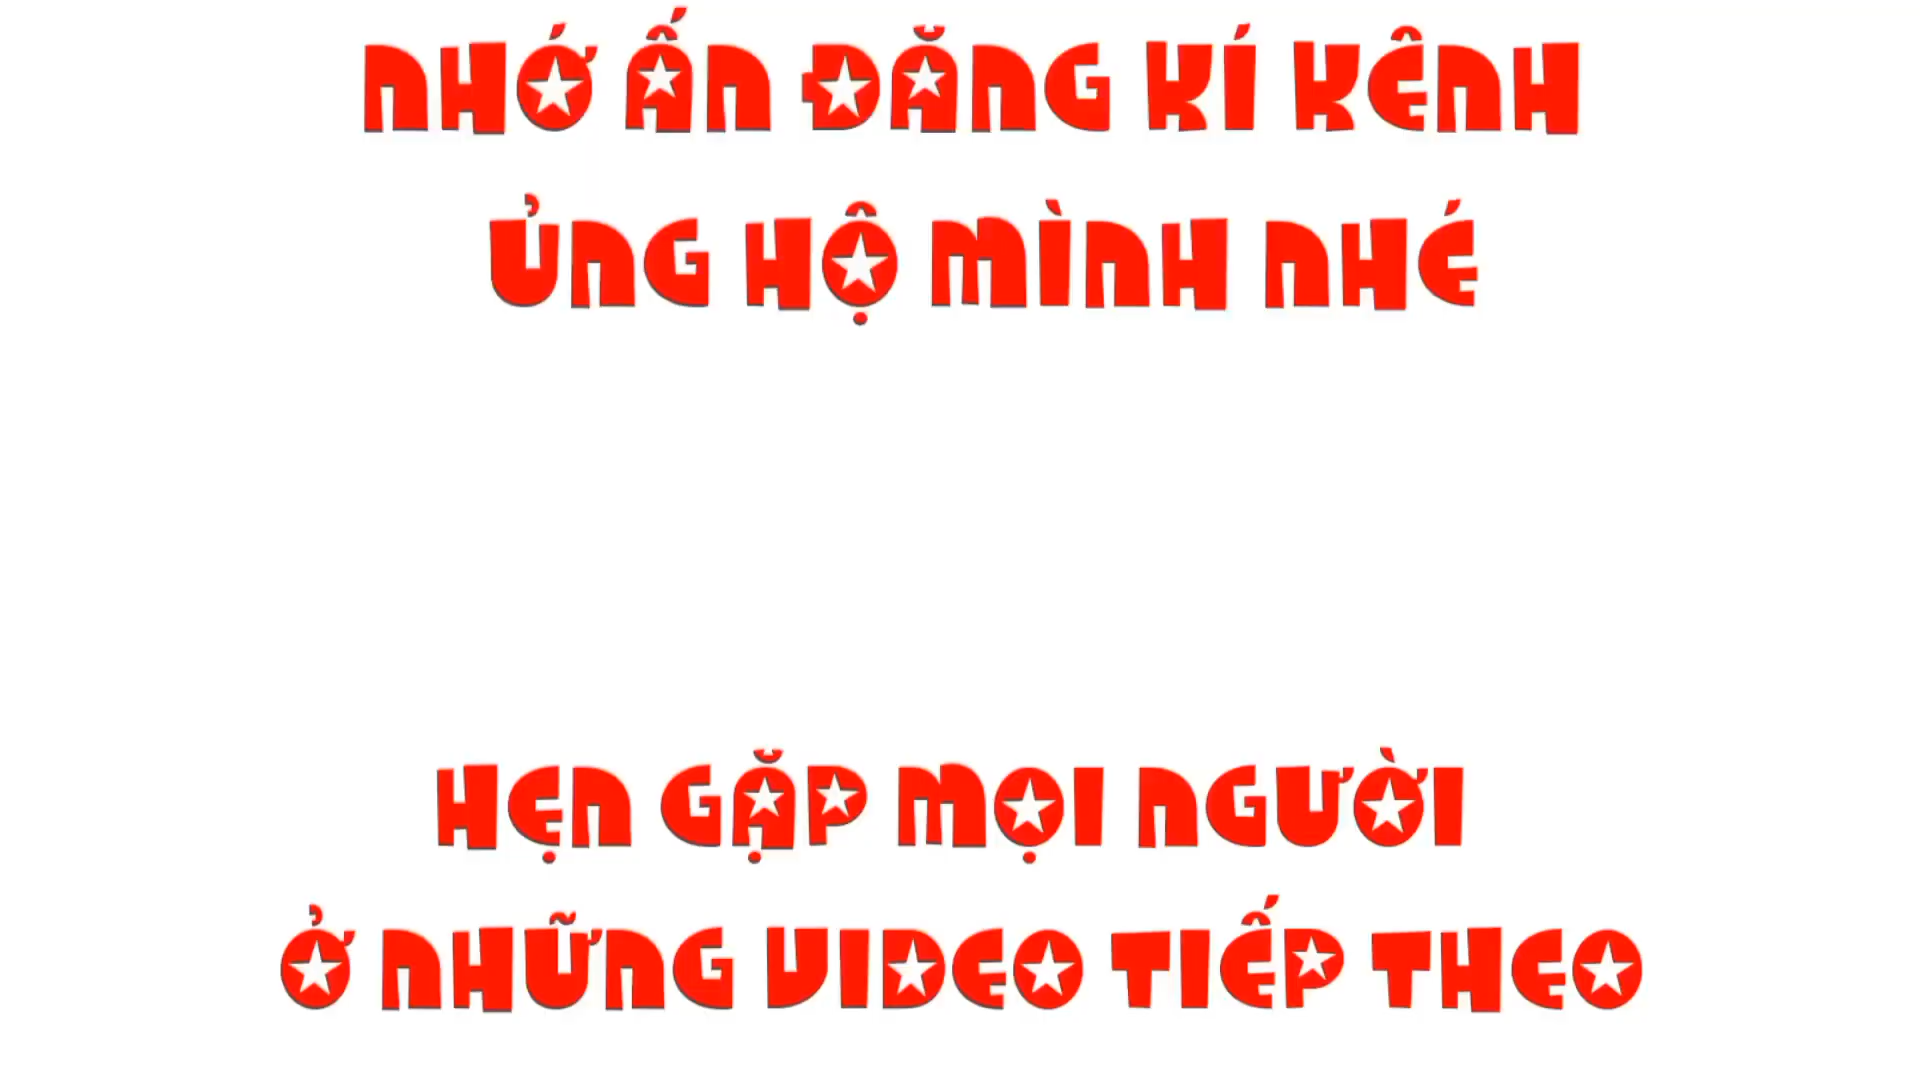 NHỚ ẤN ĐĂNG KÍ KÊNH
ỦNG HỘ MÌNH NHÉ
HẸN GẶP MỌI NGƯỜI
Ở NHỮNG VIDEO TIẾP THEO